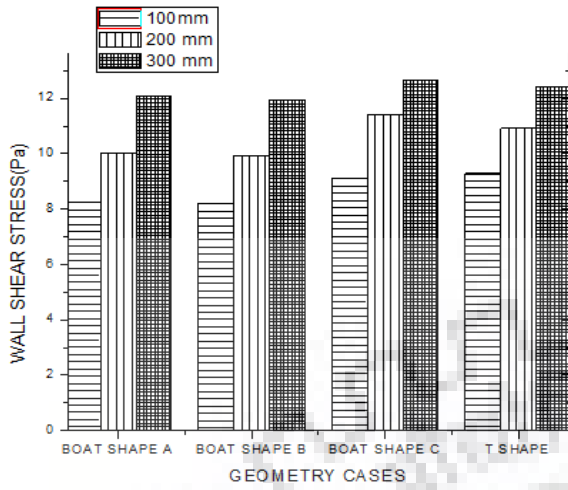 100mm
200 mm
300 mm
WALL SHEAR STRESS(Pa)
12
10
8
6
4
2
0
BOAT SHAPE A BOAT SHAPE B BOAT SHAPE C T SHAPE
GEOMETRY CASES